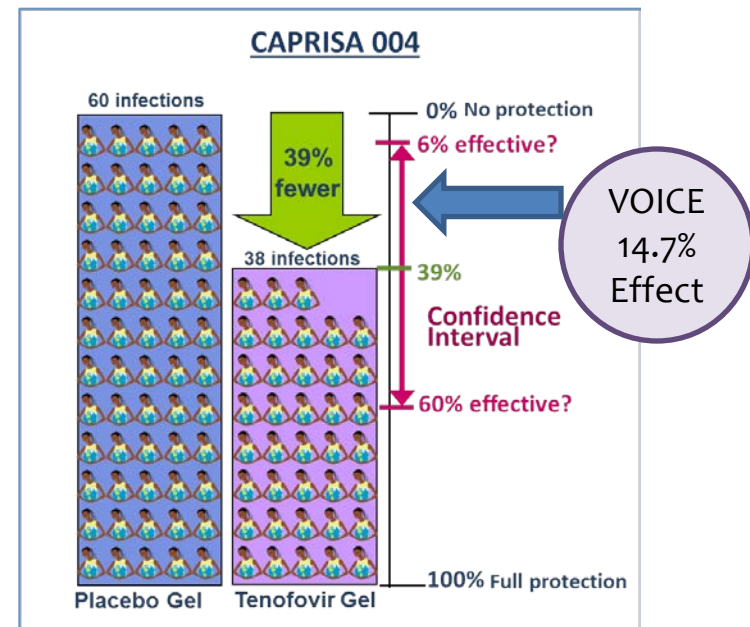 CAPRISA 004
60 infections
0% No protection
6% effective?
39%
fewer
VOICE
14.7%
Effect
38 infections
39%
Confidence
Interval
60% effective?
100% Full protection
Placebo Gel
Tenofovir Gel